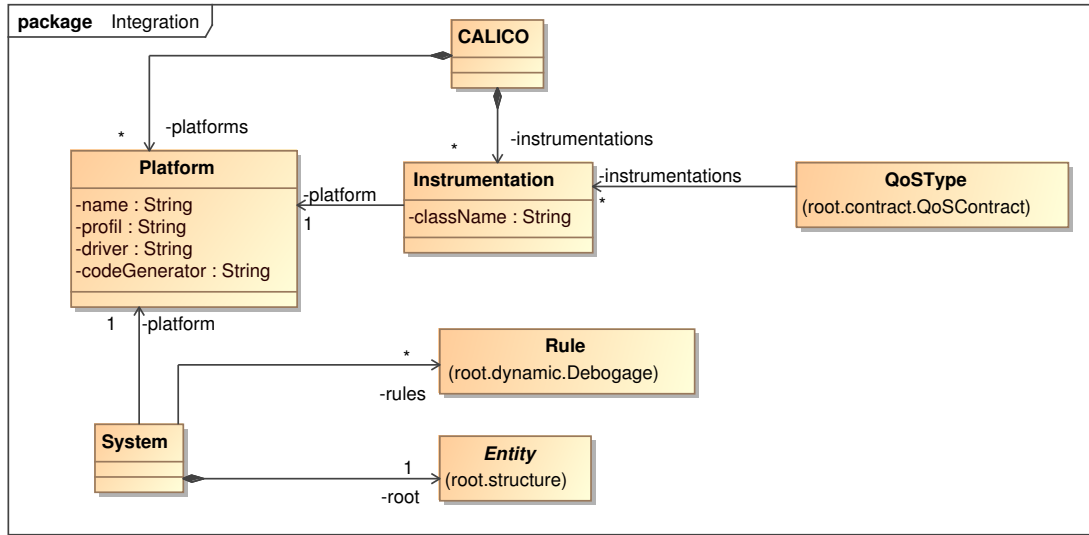 package Integration
CALICO
-platforms
*
-instrumentations
*
Platform
-name : String
-profil : String
-driver : String
-codeGenerator : String
-platform
1
Instrumentation
-className : String
-instrumentations
*
QoSType
(root.contract.QoSContract)
1
-platform
*
-rules
Rule
(root.dynamic.Debogage)
System
1
-root
Entity
(root.structure)